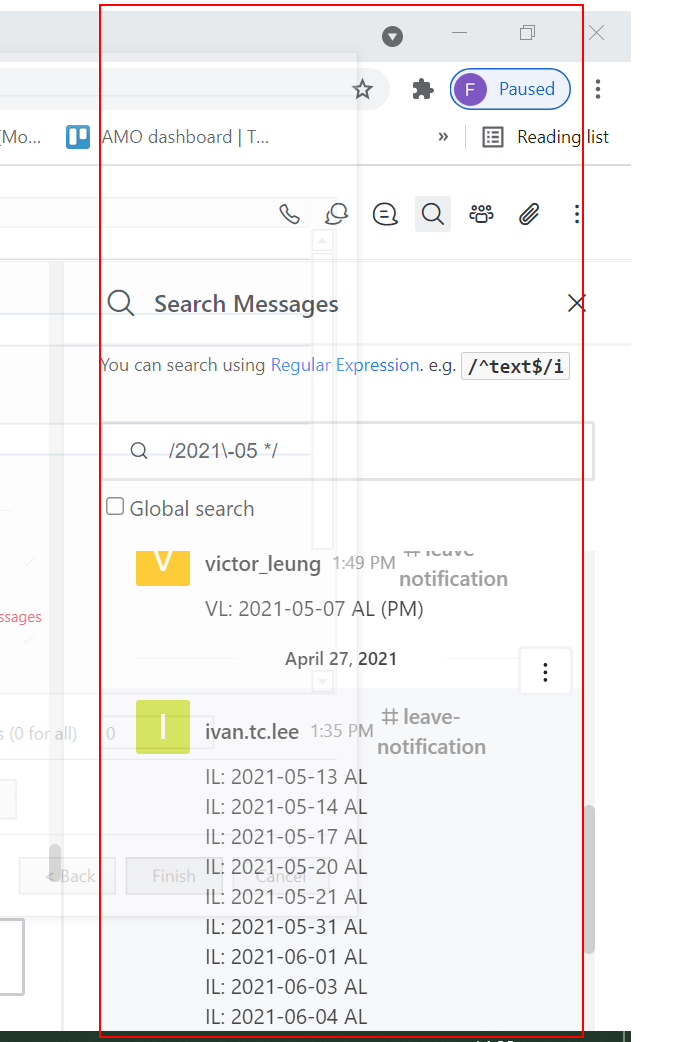 F Paused
[Mo...
AMO dashboard | T...
»
Reading list
Search Messages
You can search using Regular Expression. e.g. /^text$/i
/2021\-05 */
Global search
V
victor_leung 1:49 PM # leave-
notification
VL: 2021-05-07 AL (PM)
ssages
April 27, 2021
s (0 for all) 0
I
ivan.tc.lee 1:35 PM # leave-
notification
IL: 2021-05-13 AL
IL: 2021-05-14 AL
IL: 2021-05-17 AL
IL: 2021-05-20 AL
< Back Finish Cancel
IL: 2021-05-21 AL
IL: 2021-05-31 AL
IL: 2021-06-01 AL
IL: 2021-06-03 AL
IL: 2021-06-04 AL